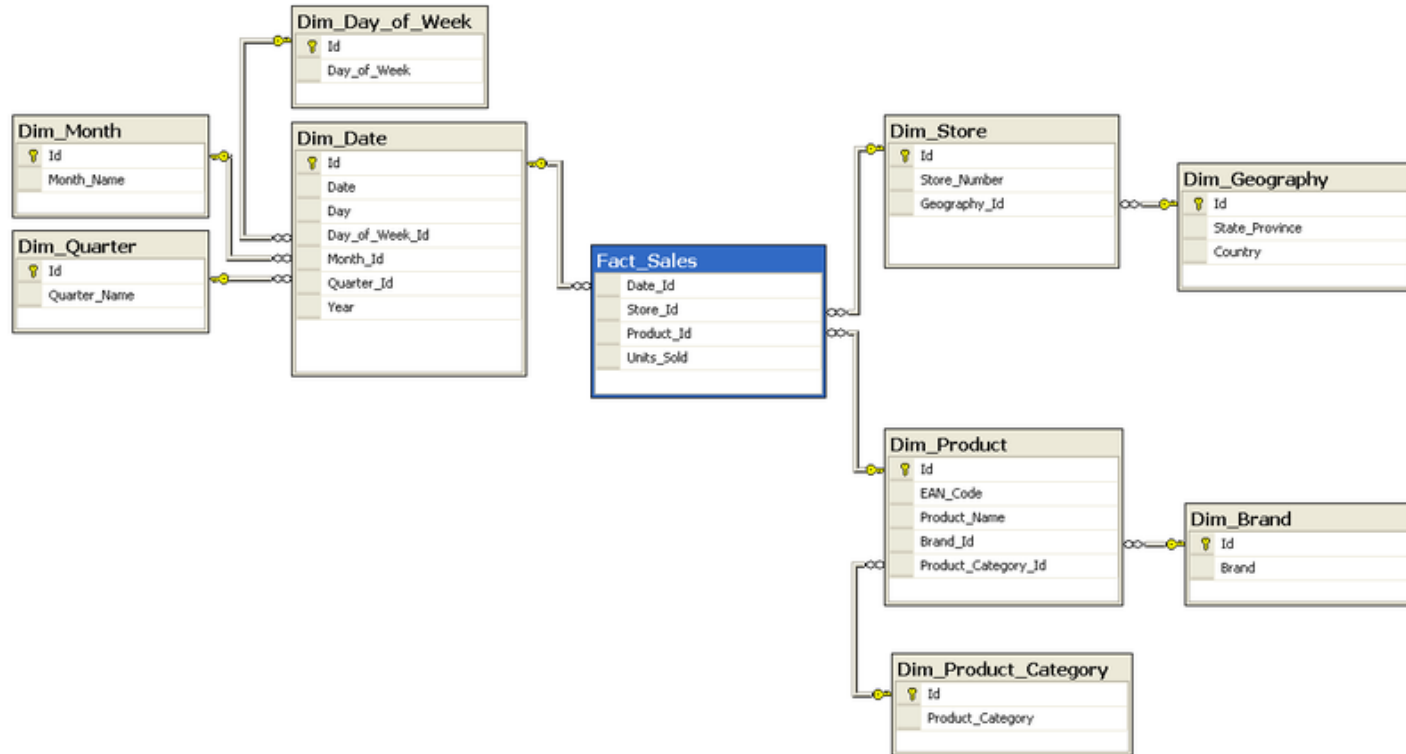 Dim_Day_of_Week
Id
Day_of_Week
Dim_Month
Id
Month_Name
Dim_Quarter
Id
Quarter_Name
Dim_Date
Id
Date
Day
Day_of_Week_Id
Month_Id
Quarter_Id
Year
Fact_Sales
Date_Id
Store_Id
Product_Id
Units_Sold
Dim_Store
Id
Store_Number
Geography_Id
Dim_Geography
Id
State_Province
Country
Dim_Product
Id
EAN_Code
Product_Name
Brand_Id
Product_Category_Id
Dim_Brand
Id
Brand
Dim_Product_Category
Id
Product_Category